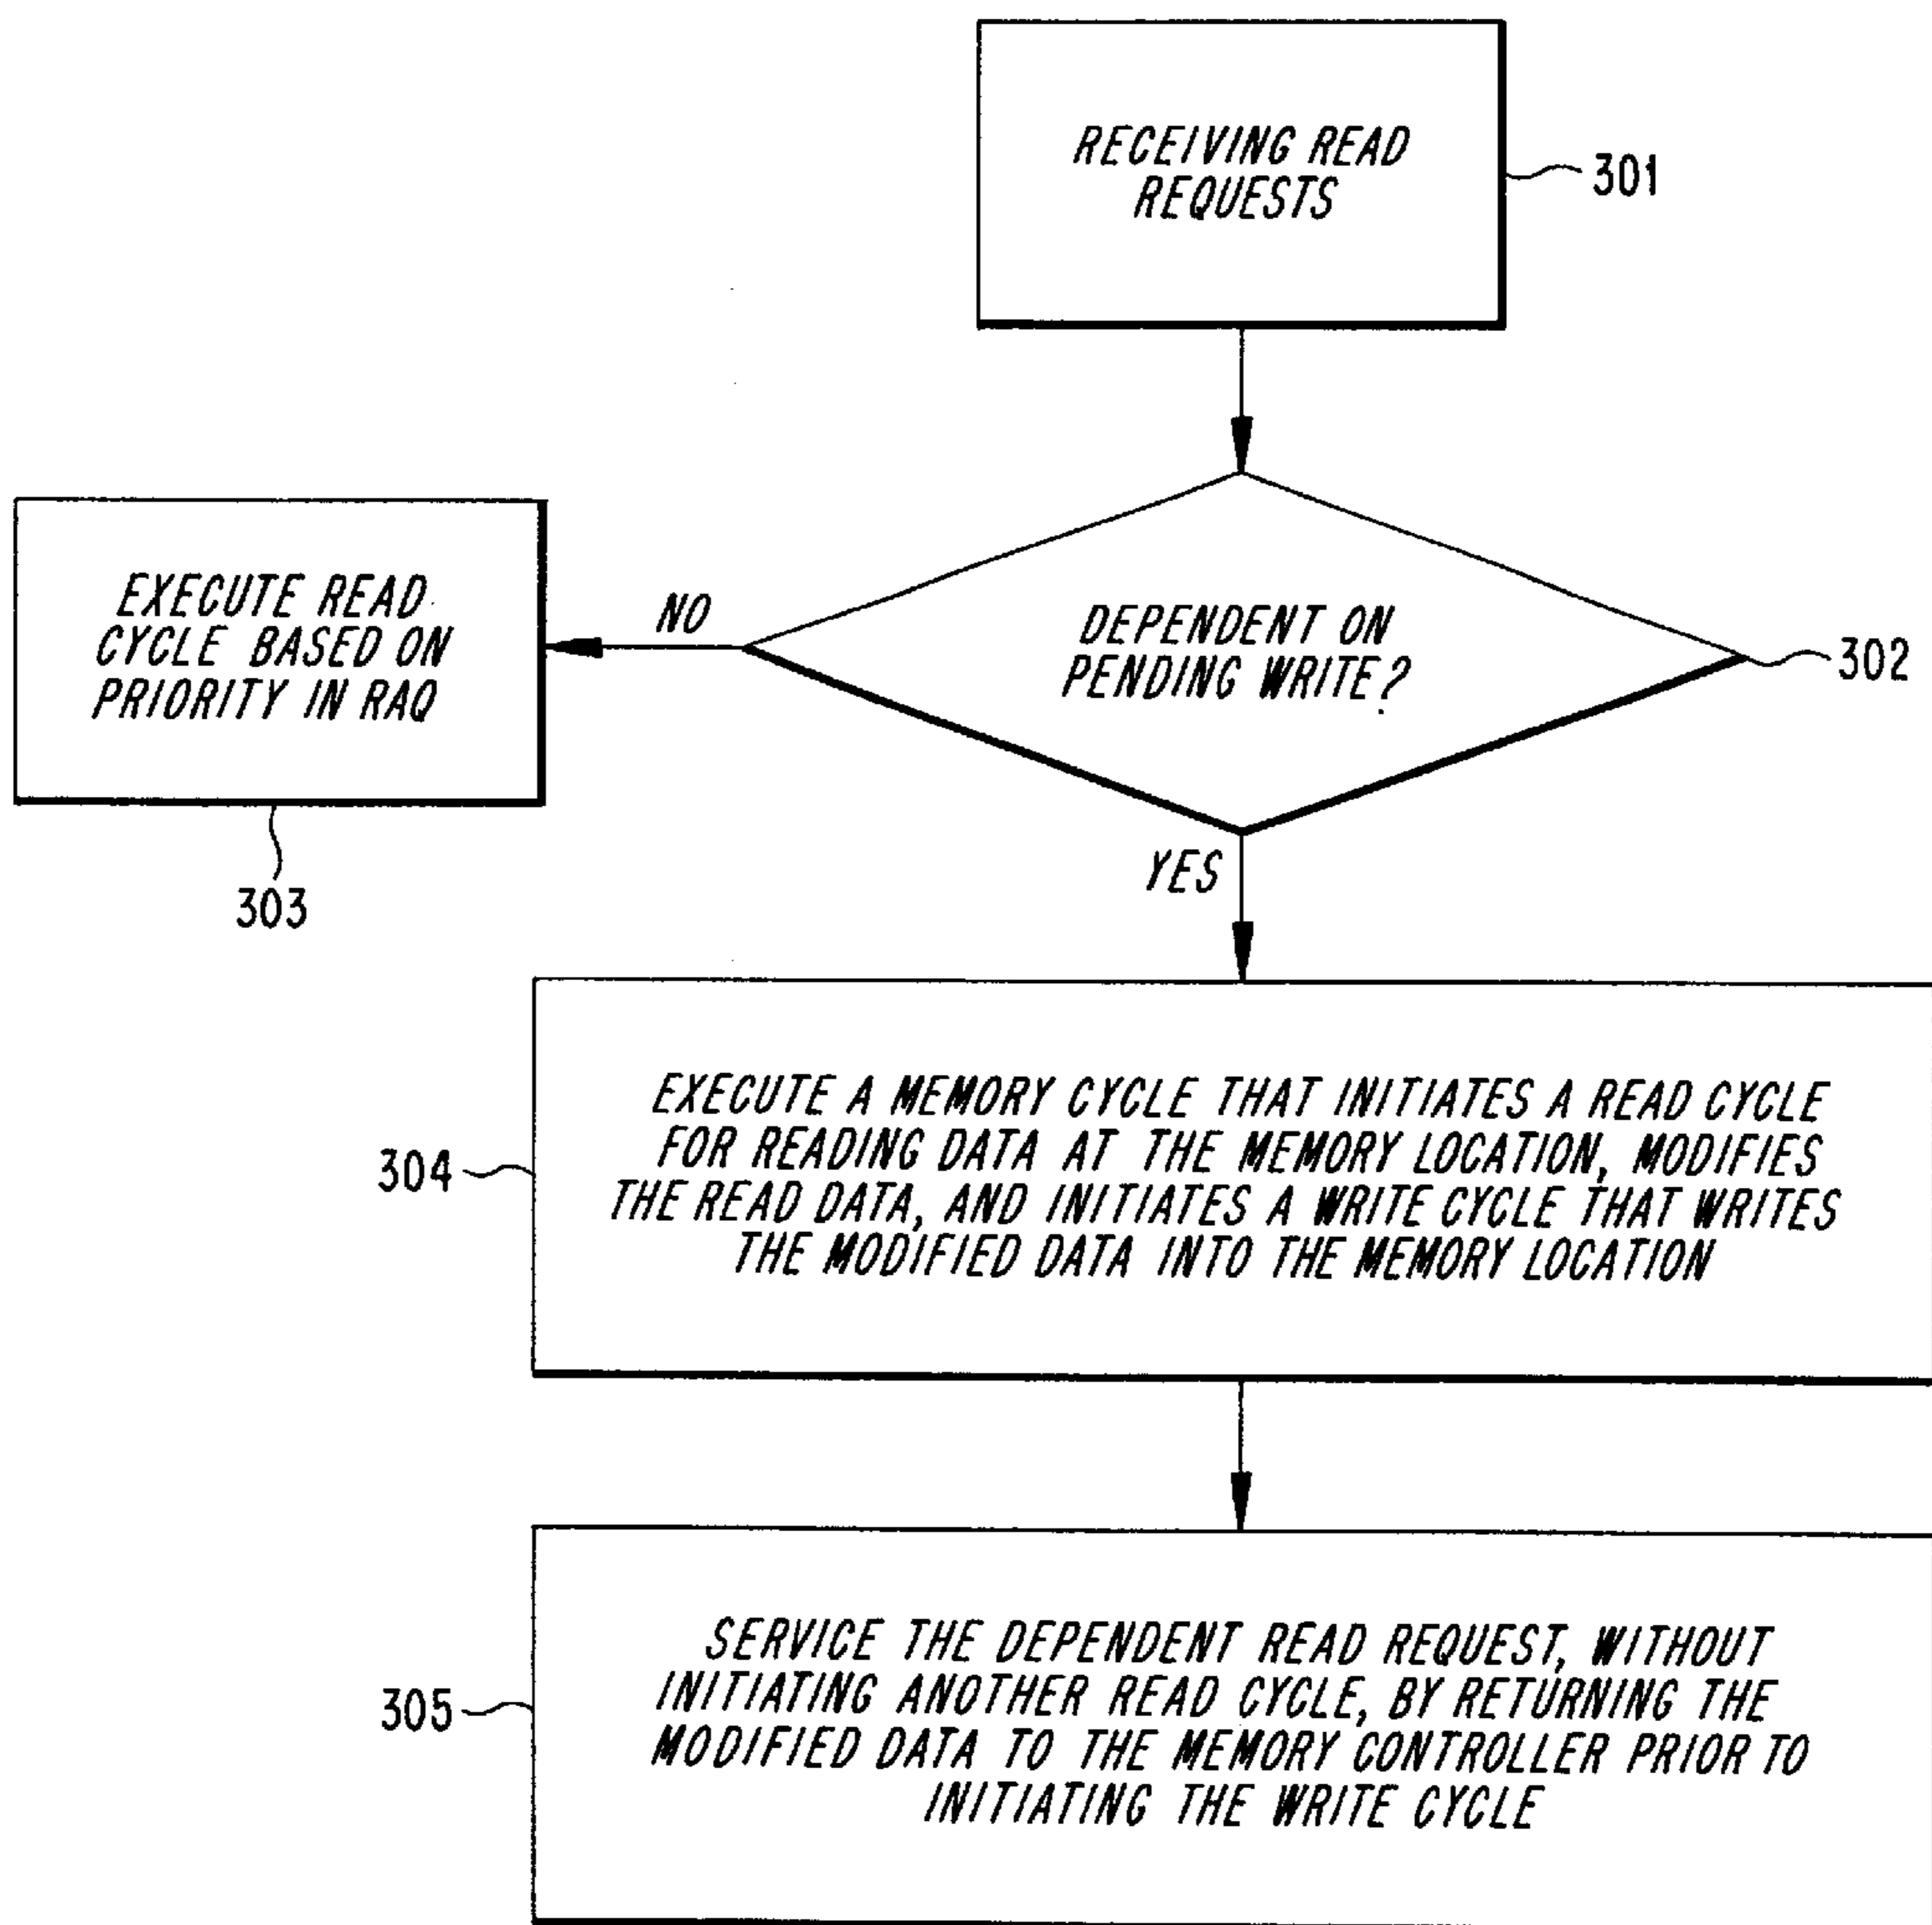 RECEIVING READ
REQUESTS
301
DEPENDENT ON
PENDING WRITE?
302
NO
EXECUTE READ
CYCLE BASED ON
PRIORITY IN RAQ
303
YES
EXECUTE A MEMORY CYCLE THAT INITIATES A READ CYCLE
FOR READING DATA AT THE MEMORY LOCATION, MODIFIES
THE READ DATA, AND INITIATES A WRITE CYCLE THAT WRITES
THE MODIFIED DATA INTO THE MEMORY LOCATION
304
SERVICE THE DEPENDENT READ REQUEST, WITHOUT
INITIATING ANOTHER READ CYCLE, BY RETURNING THE
MODIFIED DATA TO THE MEMORY CONTROLLER PRIOR TO
INITIATING THE WRITE CYCLE
305